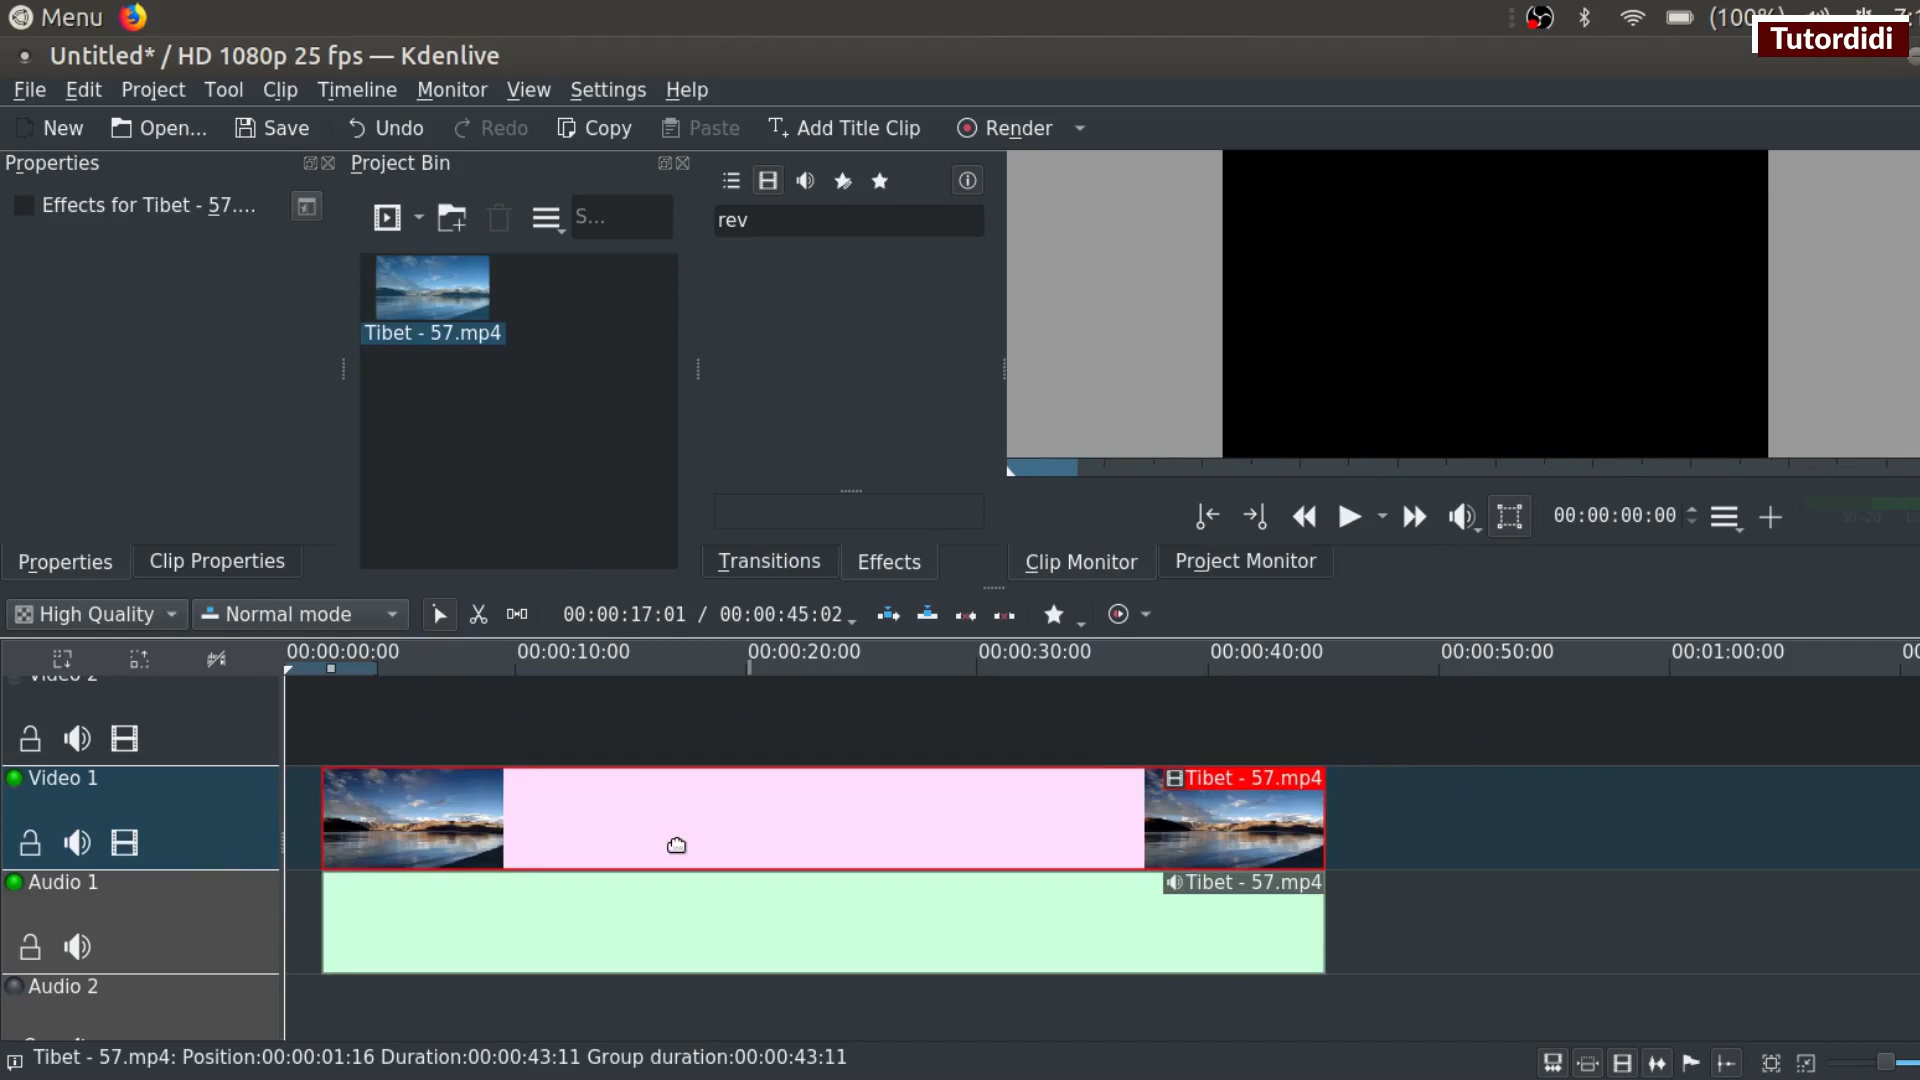 Menu
(100%)
Tutordidi
Untitled* / HD 1080p 25 fps — Kdenlive
File Edit Project Tool Clip Timeline Monitor View Settings Help
New Open... Save Undo Redo Copy Paste Add Title Clip Render
Properties Project Bin
Effects for Tibet - 57....
S...
rev
Tibet - 57.mp4
00:00:00:00
Properties Clip Properties Transitions Effects Clip Monitor Project Monitor
High Quality Normal mode 00:00:17:01 / 00:00:45:02
00:00:00:00 00:00:10:00 00:00:20:00 00:00:30:00 00:00:40:00 00:00:50:00 00:01:00:00
Video 2
Video 1
Tibet - 57.mp4
Audio 1
Tibet - 57.mp4
Audio 2
Tibet - 57.mp4: Position:00:00:01:16 Duration:00:00:43:11 Group duration:00:00:43:11